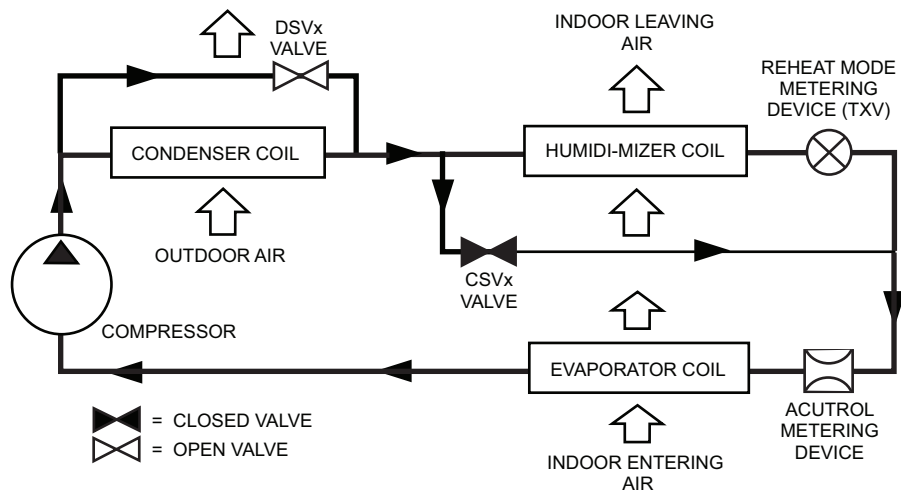 DSVx
VALVE
INDOOR LEAVING
AIR
REHEAT MODE
METERING
DEVICE (TXV)
CONDENSER COIL
HUMIDI-MIZER COIL
OUTDOOR AIR
CSVx
VALVE
COMPRESSOR
EVAPORATOR COIL
ACUTROL
METERING
DEVICE
= CLOSED VALVE
= OPEN VALVE
INDOOR ENTERING
AIR